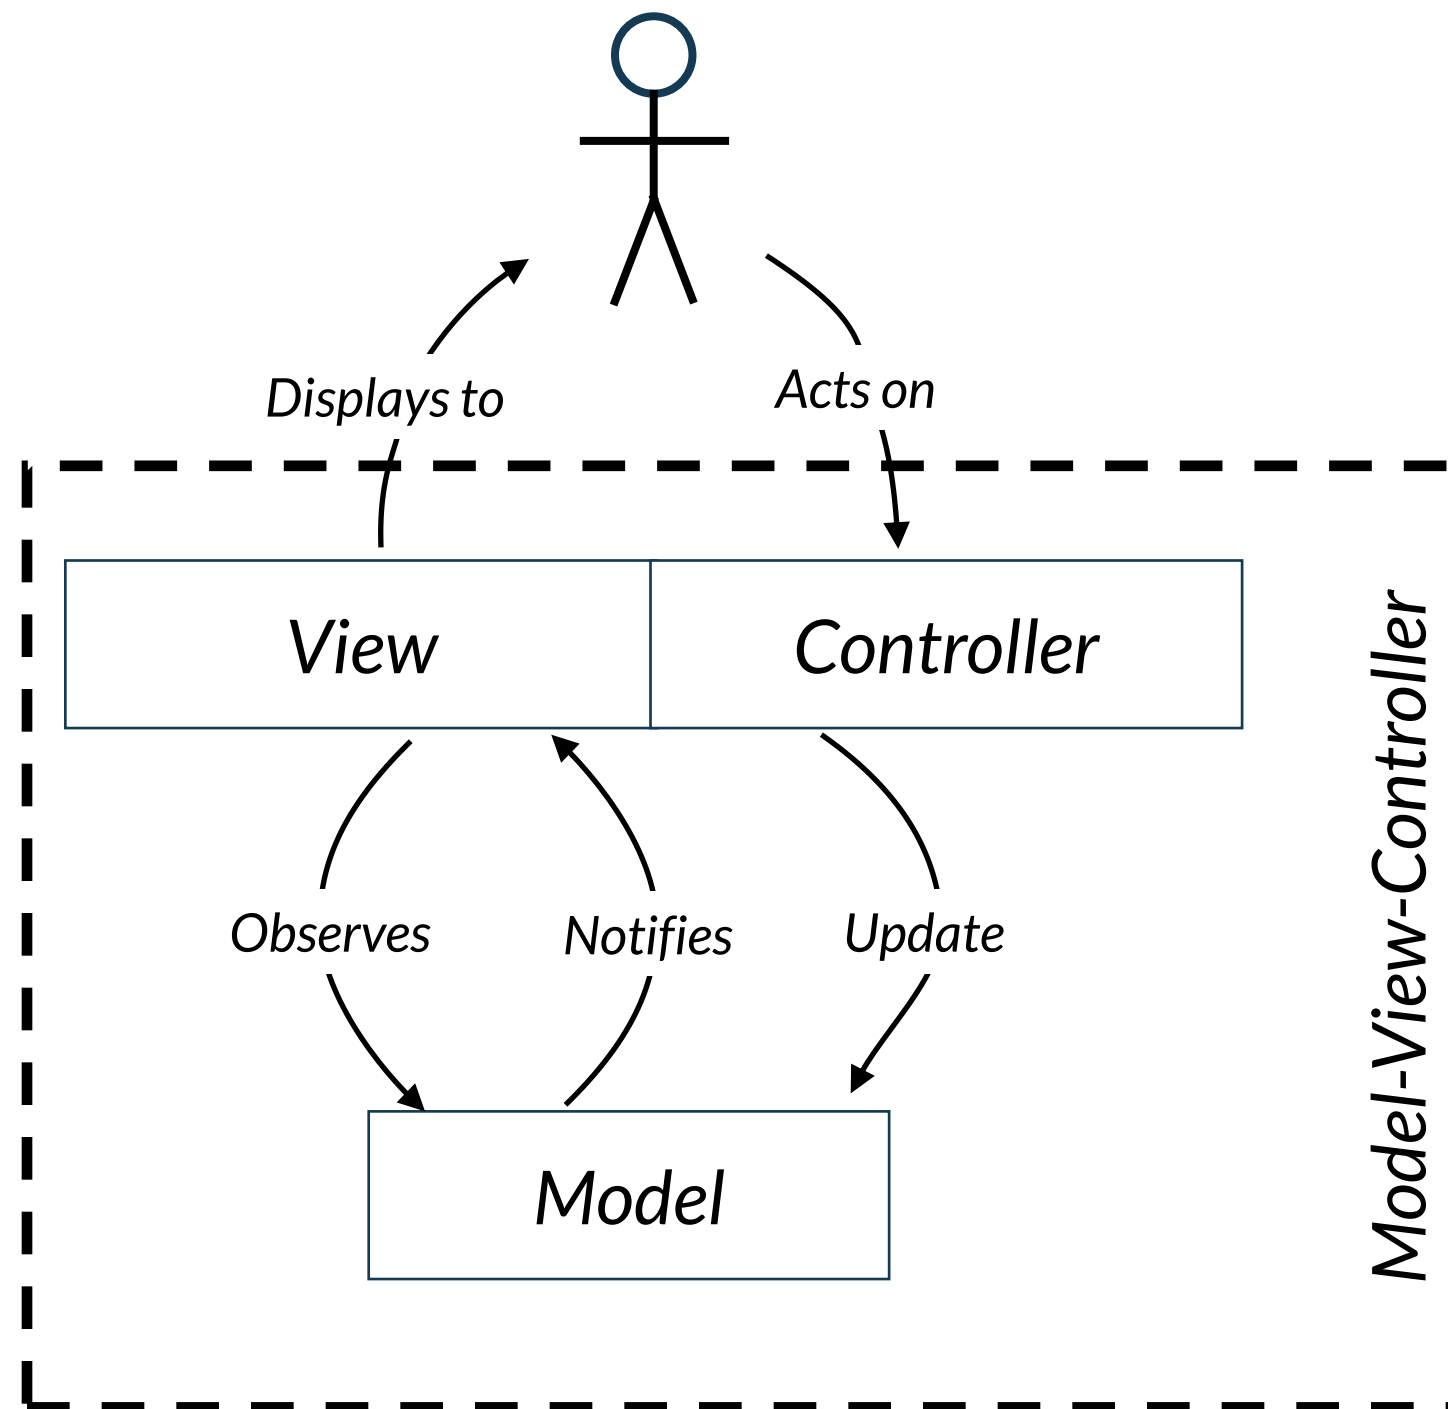 Displays to
Acts on
View
Controller
Observes
Notifies
Update
Model
Model-View-Controller